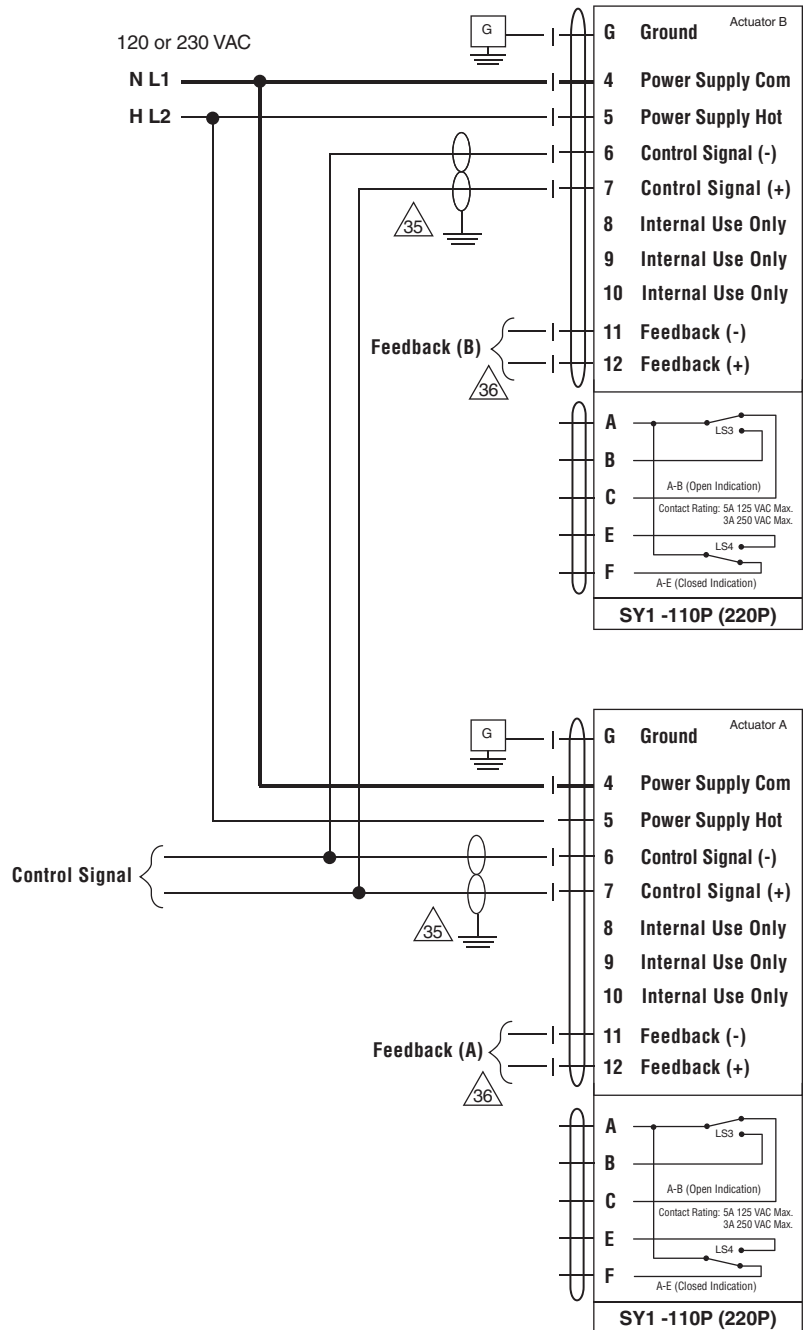 120 or 230 VAC
N L1
H L2
G
G Ground
Actuator B
4 Power Supply Com
5 Power Supply Hot
6 Control Signal (-)
7 Control Signal (+)
35
8 Internal Use Only
9 Internal Use Only
10 Internal Use Only
Feedback (B)
36
11 Feedback (-)
12 Feedback (+)
A
LS3
B
A-B (Open Indication)
C
Contact Rating: 5A 125 VAC Max.
3A 250 VAC Max.
E
LS4
F
A-E (Closed Indication)
SY1 -110P (220P)
G
G Ground
Actuator A
4 Power Supply Com
5 Power Supply Hot
Control Signal
6 Control Signal (-)
7 Control Signal (+)
35
8 Internal Use Only
9 Internal Use Only
10 Internal Use Only
Feedback (A)
36
11 Feedback (-)
12 Feedback (+)
A
LS3
B
A-B (Open Indication)
C
Contact Rating: 5A 125 VAC Max.
3A 250 VAC Max.
E
LS4
F
A-E (Closed Indication)
SY1 -110P (220P)